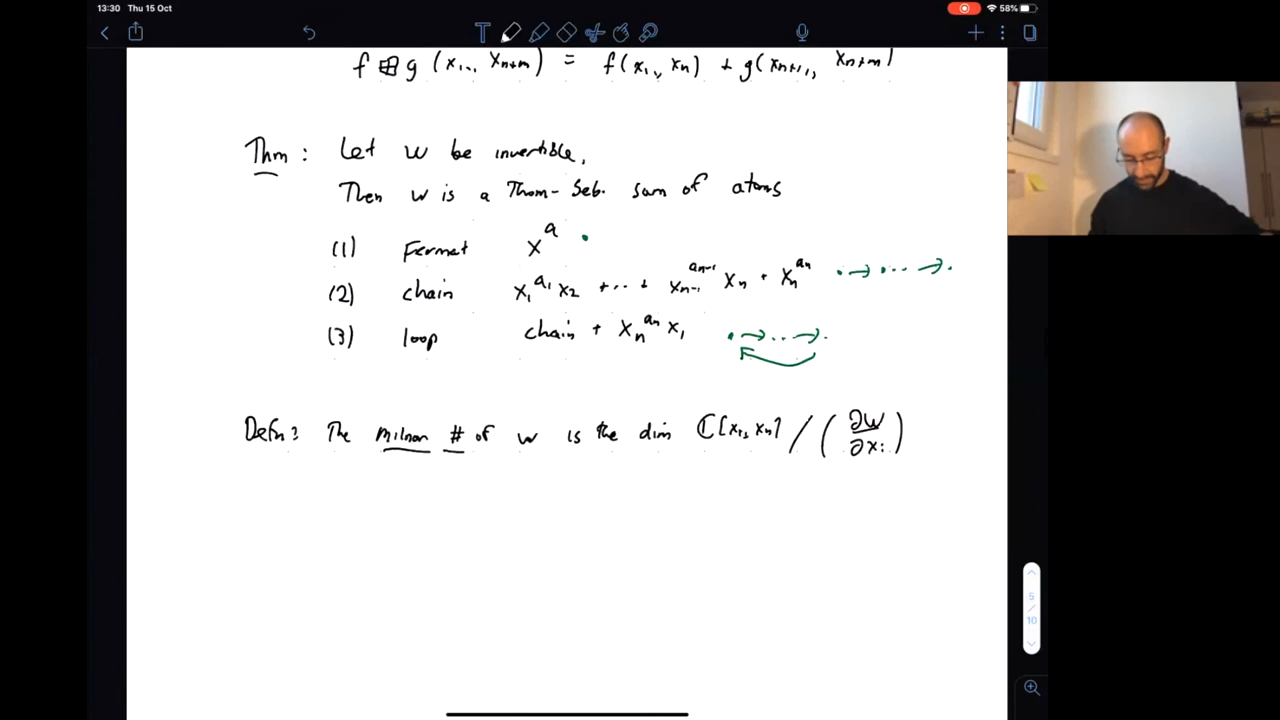 13:30 Thu 15 Oct
58%
f ⊞ g (x₁.., xₙ₊ₘ) = f(x₁, xₙ) + g(xₙ₊₁, xₙ₊ₘ)
Thm : Let w be invertible,
Then w is a Thom-Seb. sum of atoms
(1) Fermat x^a
(2) chain x₁^{a₁} x₂ + ·· + xₙ₋₁^{aₙ₋₁} xₙ + xₙ^{aₙ}
(3) loop chain + xₙ^{aₙ} x₁
Defn : The Milnor # of w is the dim ℂ[x₁, xₙ] / (∂W/∂xᵢ)
5
/
10